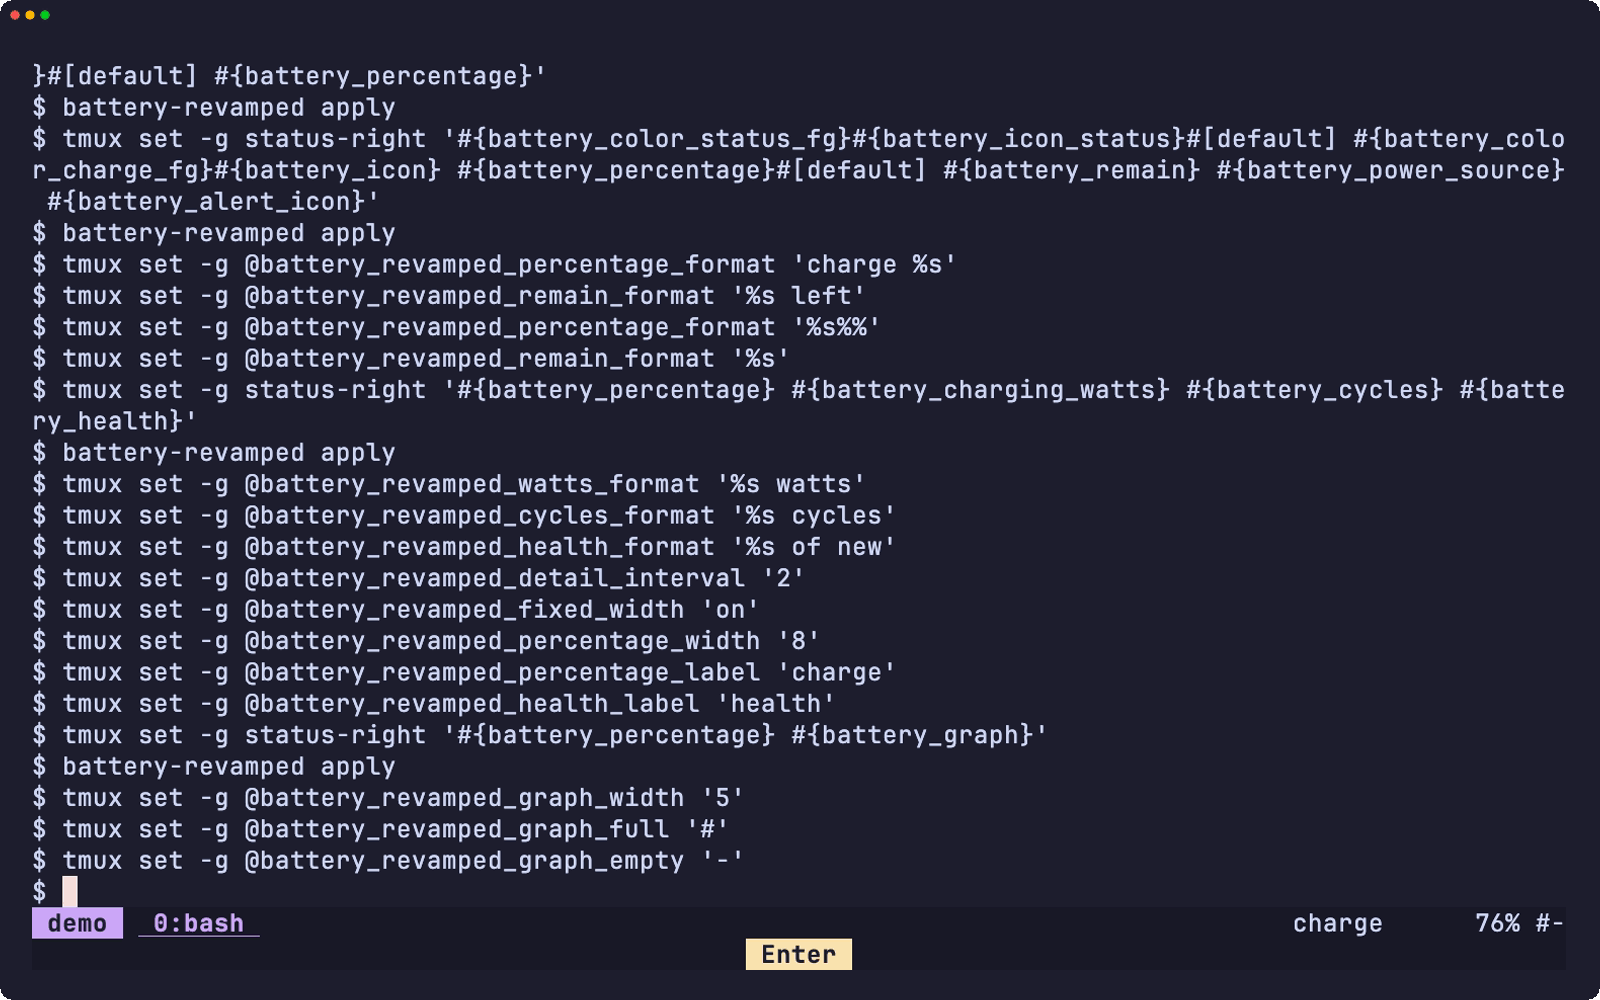 }#[default] #{battery_percentage}'
$ battery-revamped apply
$ tmux set -g status-right '#{battery_color_status_fg}#{battery_icon_status}#[default] #{battery_colo
r_charge_fg}#{battery_icon} #{battery_percentage}#[default] #{battery_remain} #{battery_power_source}
 #{battery_alert_icon}'
$ battery-revamped apply
$ tmux set -g @battery_revamped_percentage_format 'charge %s'
$ tmux set -g @battery_revamped_remain_format '%s left'
$ tmux set -g @battery_revamped_percentage_format '%s%%'
$ tmux set -g @battery_revamped_remain_format '%s'
$ tmux set -g status-right '#{battery_percentage} #{battery_charging_watts} #{battery_cycles} #{batte
ry_health}'
$ battery-revamped apply
$ tmux set -g @battery_revamped_watts_format '%s watts'
$ tmux set -g @battery_revamped_cycles_format '%s cycles'
$ tmux set -g @battery_revamped_health_format '%s of new'
$ tmux set -g @battery_revamped_detail_interval '2'
$ tmux set -g @battery_revamped_fixed_width 'on'
$ tmux set -g @battery_revamped_percentage_width '8'
$ tmux set -g @battery_revamped_percentage_label 'charge'
$ tmux set -g @battery_revamped_health_label 'health'
$ tmux set -g status-right '#{battery_percentage} #{battery_graph}'
$ battery-revamped apply
$ tmux set -g @battery_revamped_graph_width '5'
$ tmux set -g @battery_revamped_graph_full '#'
$ tmux set -g @battery_revamped_graph_empty '-'
$
demo 0:bash charge 76% #-
Enter